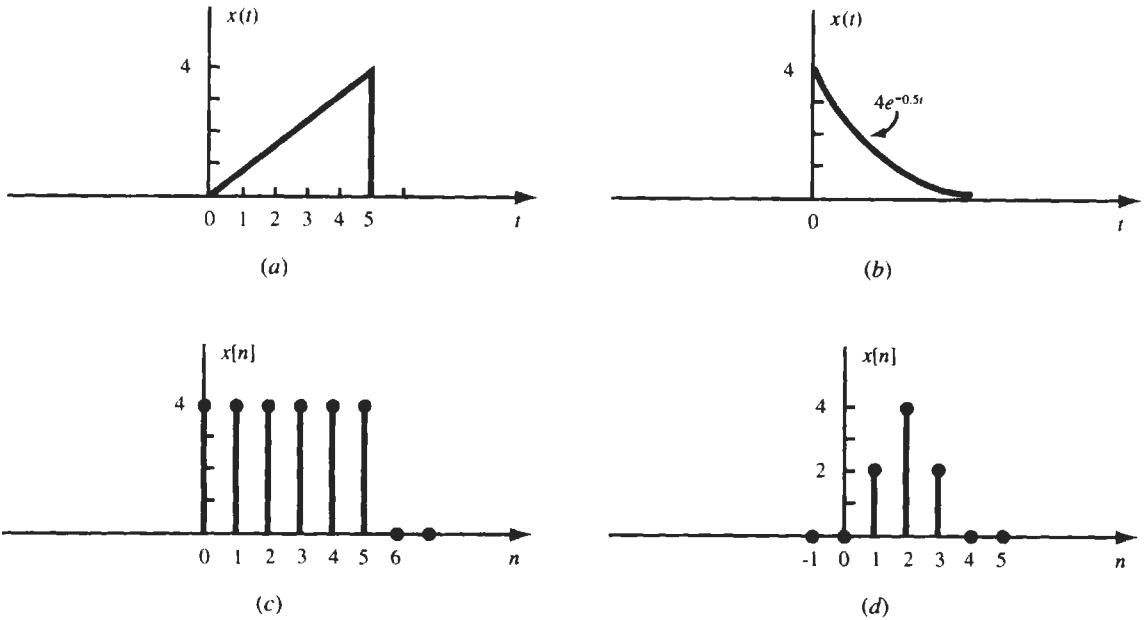 x(t)
4
0 1 2 3 4 5 t
(a)
x(t)
4
4e^{-0.5t}
0 t
(b)
x[n]
4
0 1 2 3 4 5 6 n
(c)
x[n]
4
2
-1 0 1 2 3 4 5 n
(d)